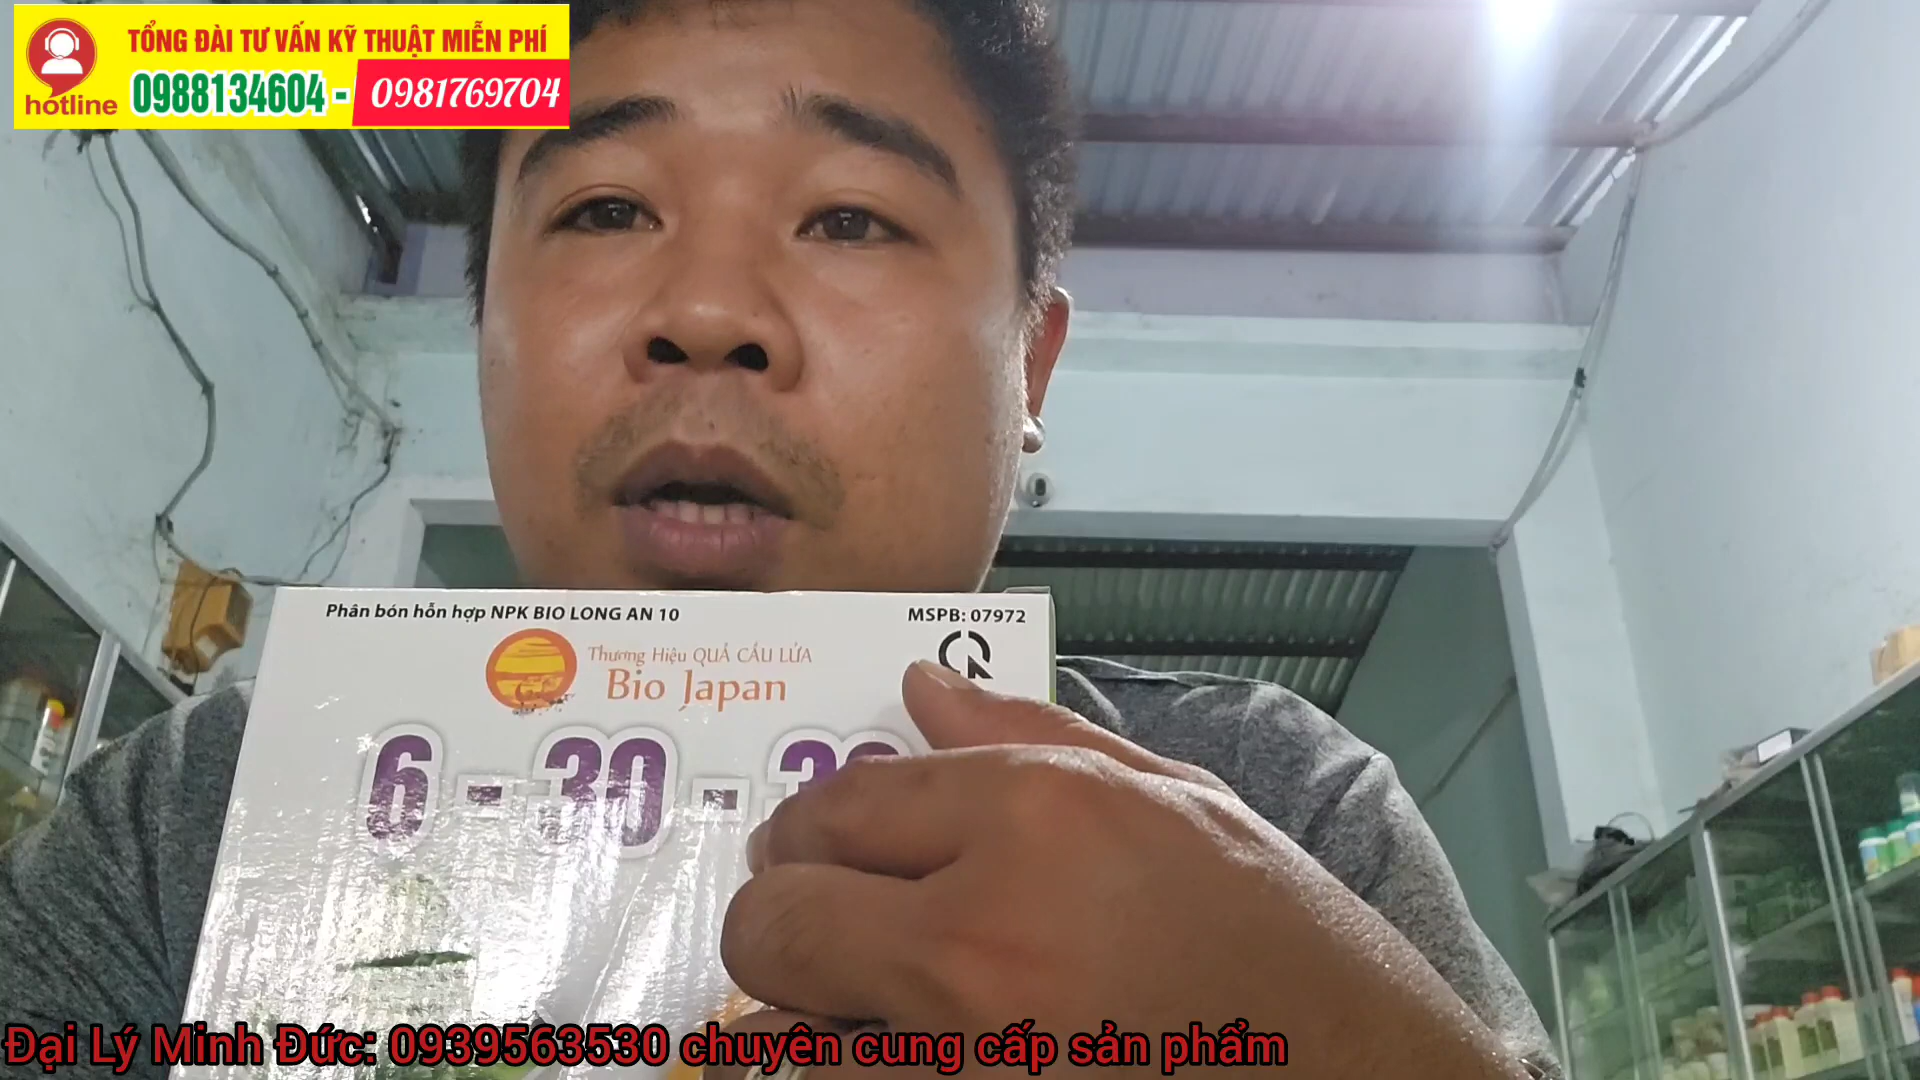 TỔNG ĐÀI TƯ VẤN KỸ THUẬT MIỄN PHÍ
hotline
0988134604 - 0981769704
Phân bón hỗn hợp NPK BIO LONG AN 10
MSPB: 07972
Thương Hiệu QUẢ CẦU LỬA
Bio Japan
6 - 30 -
Đại Lý Minh Đức: 0939563530 chuyên cung cấp sản phẩm